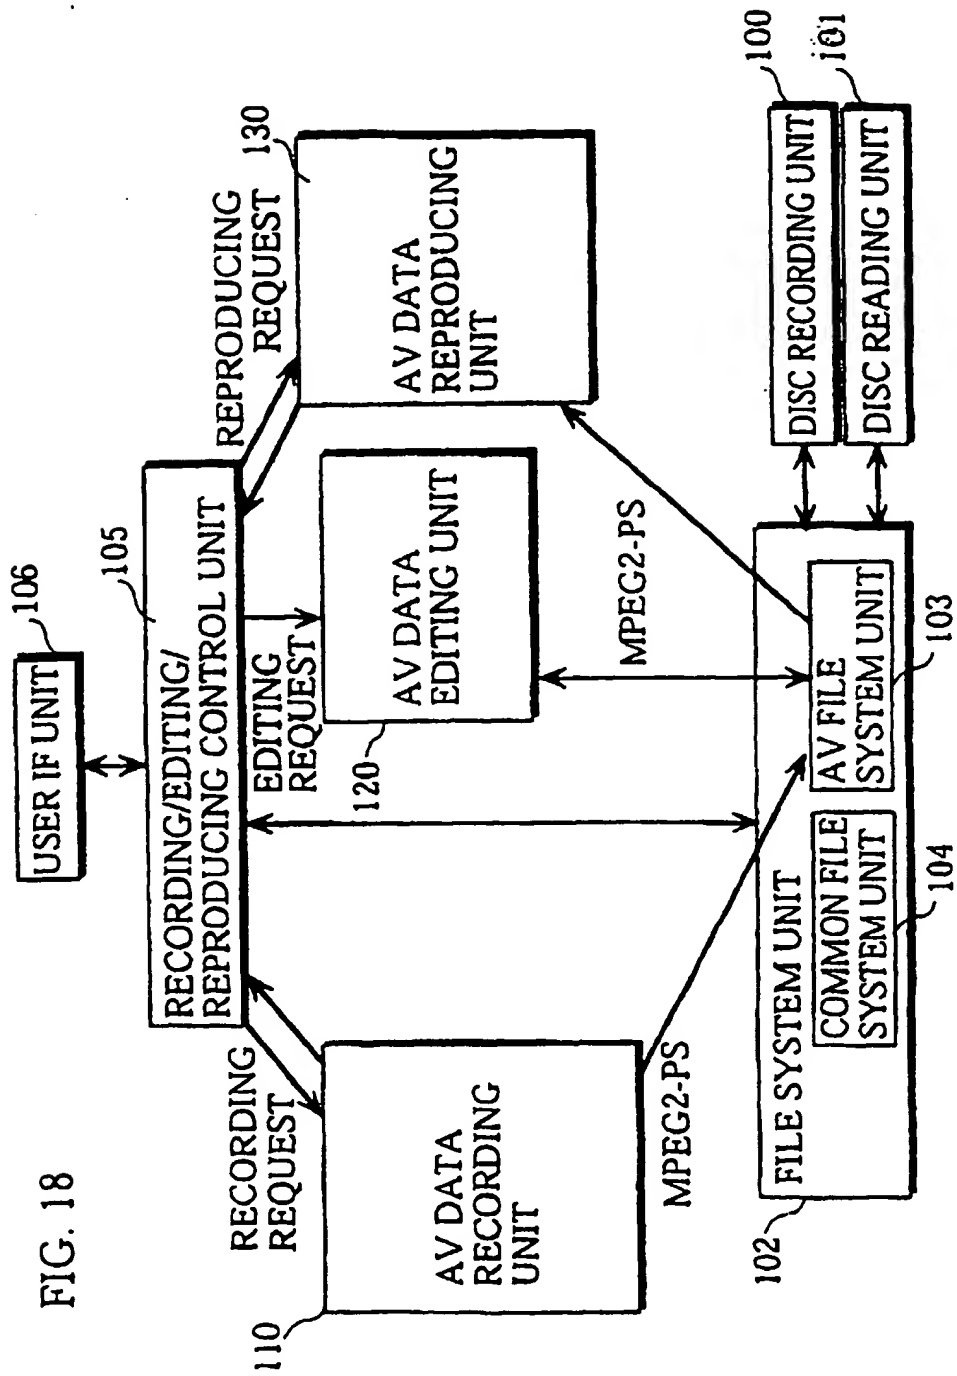 FIG. 18
USER IF UNIT
106
RECORDING/EDITING/
REPRODUCING CONTROL UNIT
105
RECORDING
REQUEST
EDITING
REQUEST
REPRODUCING
REQUEST
110
AV DATA
RECORDING
UNIT
120
AV DATA
EDITING UNIT
130
AV DATA
REPRODUCING
UNIT
MPEG2-PS
MPEG2-PS
102
FILE SYSTEM UNIT
COMMON FILE
SYSTEM UNIT
104
AV FILE
SYSTEM UNIT
103
DISC RECORDING UNIT
100
DISC READING UNIT
101